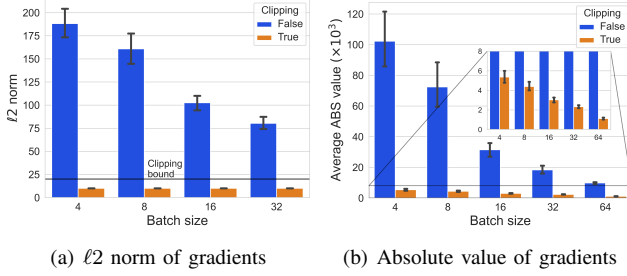 Clipping
False
True
ℓ2 norm
200
175
150
125
100
75
50
25
0
Clipping
bound
4
8
16
32
Batch size
(a) ℓ2 norm of gradients
Clipping
False
True
Average ABS value (×10³)
120
100
80
60
40
20
0
8
6
4
2
0
4
8
16
32
64
4
8
16
32
64
Batch size
(b) Absolute value of gradients